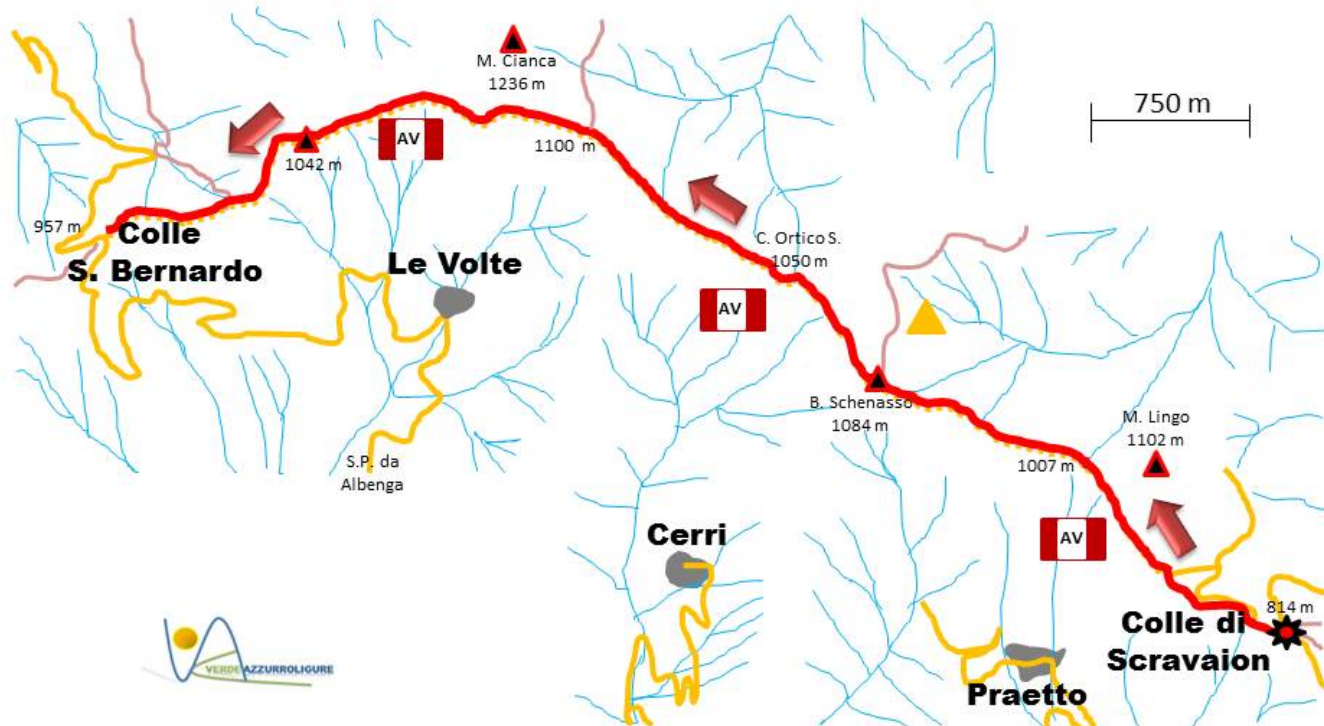 M. Cianca
1236 m
750 m
AV
1042 m
1100 m
957 m
Colle
S. Bernardo
Le Volte
C. Ortico S.
1050 m
AV
B. Schenasso
1084 m
M. Lingo
1102 m
1007 m
S.P. da
Albenga
Cerri
AV
814 m
Colle di
Scravaion
Praetto
VERDEAZZURROLIGURE